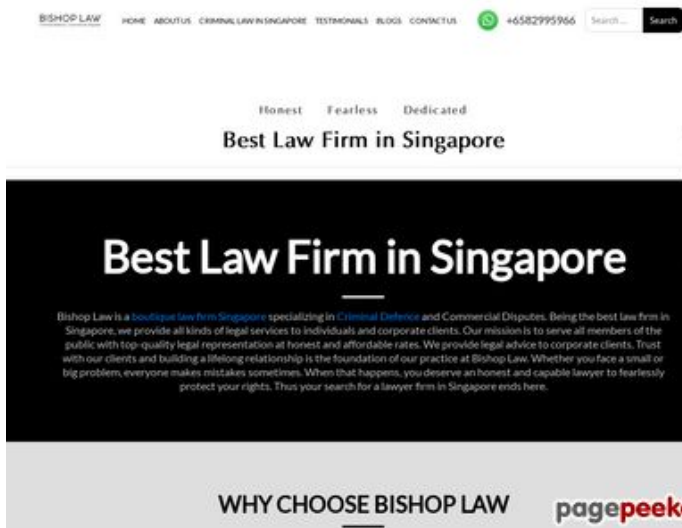 BISHOP LAW
HOME ABOUT US CRIMINAL LAW IN SINGAPORE TESTIMONIALS BLOGS CONTACT US +6582995966 Search ... Search
Honest Fearless Dedicated
Best Law Firm in Singapore
Best Law Firm in Singapore
Bishop Law is a boutique law firm Singapore specializing in Criminal Defence and Commercial Disputes. Being the best law firm in
Singapore, we provide all kinds of legal services to individuals and corporate clients. Our mission is to serve all members of the
public with top-quality legal representation at honest and affordable rates. We provide legal advice to corporate clients. Trust
with our clients and building a lifelong relationship is the foundation of our practice at Bishop Law. Whether you face a small or
big problem, everyone makes mistakes sometimes. When that happens, you deserve an honest and capable lawyer to fearlessly
protect your rights. Thus your search for a lawyer firm in Singapore ends here.
WHY CHOOSE BISHOP LAW
pagepeek